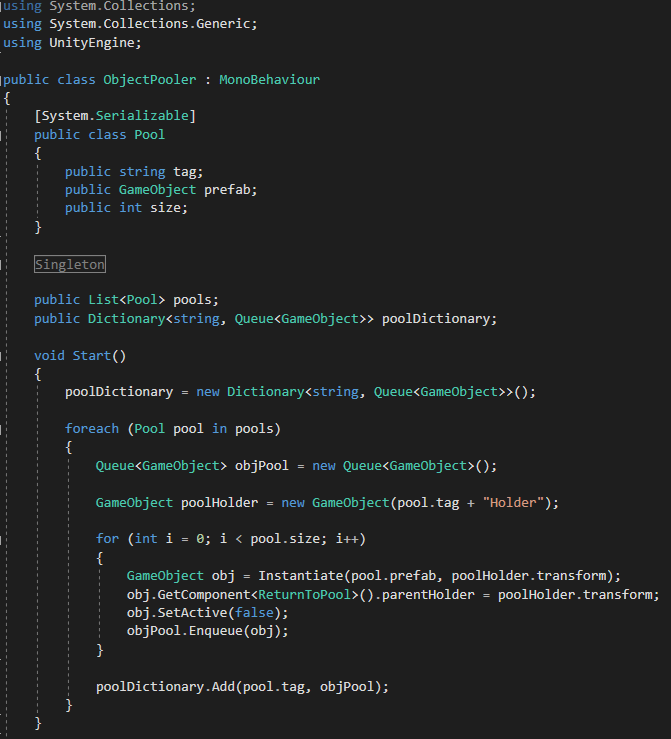 using System.Collections;
using System.Collections.Generic;
using UnityEngine;
public class ObjectPooler : MonoBehaviour
{
[System.Serializable]
public class Pool
{
public string tag;
public GameObject prefab;
public int size;
}
Singleton
public List<Pool> pools;
public Dictionary<string, Queue<GameObject>> poolDictionary;
void Start()
{
poolDictionary = new Dictionary<string, Queue<GameObject>>();
foreach (Pool pool in pools)
{
Queue<GameObject> objPool = new Queue<GameObject>();
GameObject poolHolder = new GameObject(pool.tag + "Holder");
for (int i = 0; i < pool.size; i++)
{
GameObject obj = Instantiate(pool.prefab, poolHolder.transform);
obj.GetComponent<ReturnToPool>().parentHolder = poolHolder.transform;
obj.SetActive(false);
objPool.Enqueue(obj);
}
poolDictionary.Add(pool.tag, objPool);
}
}